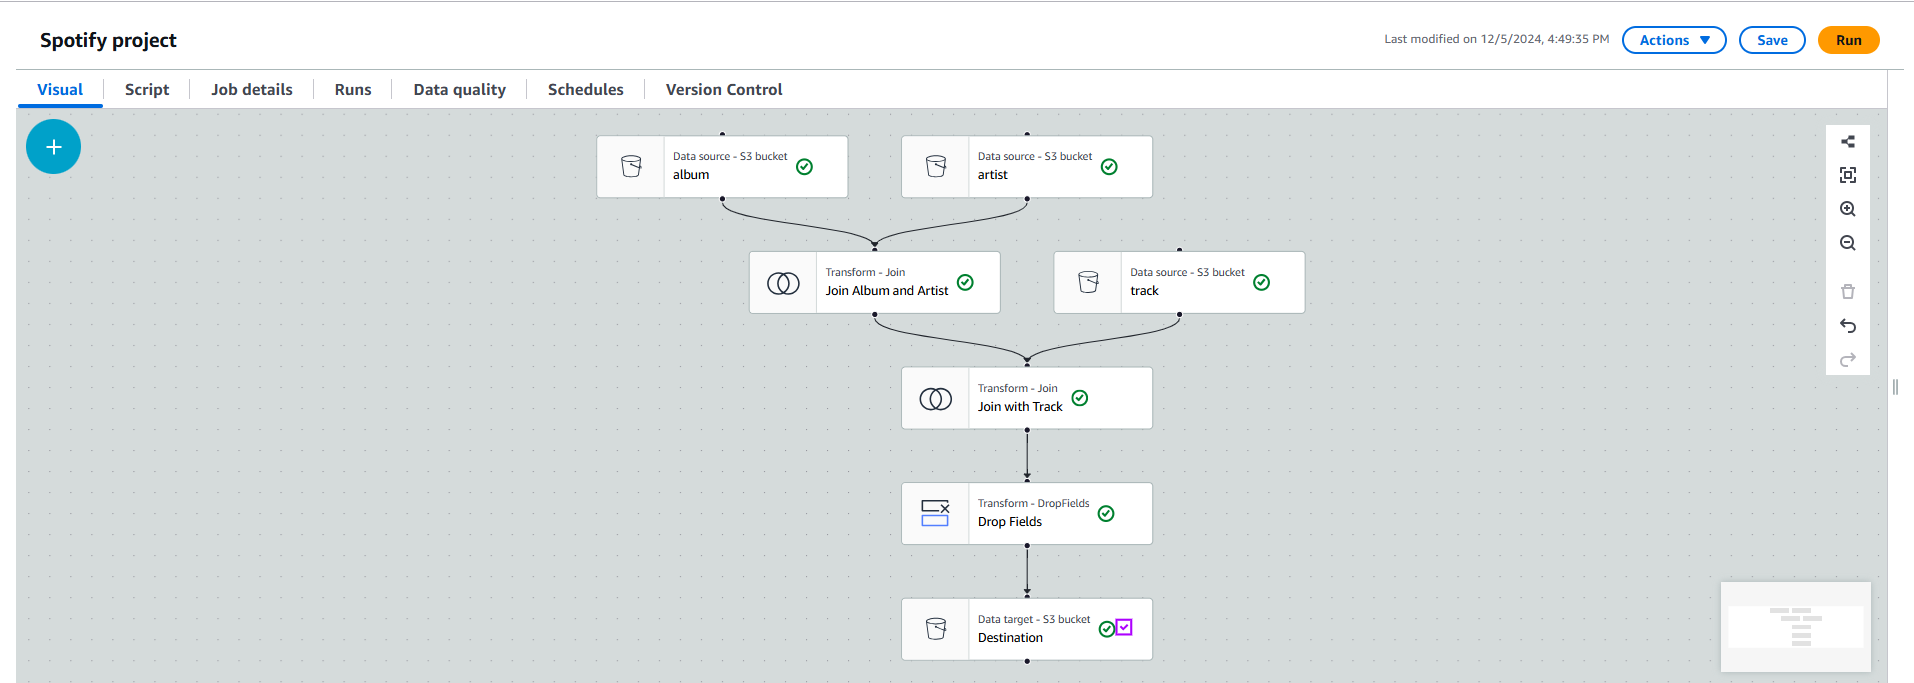 Spotify project
Last modified on 12/5/2024, 4:49:35 PM
Actions
Save
Run
Visual
Script
Job details
Runs
Data quality
Schedules
Version Control
Data source - S3 bucket
album
Data source - S3 bucket
artist
Transform - Join
Join Album and Artist
Data source - S3 bucket
track
Transform - Join
Join with Track
Transform - DropFields
Drop Fields
Data target - S3 bucket
Destination